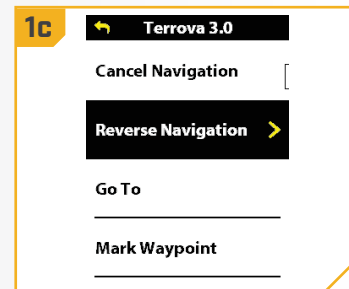 1c
Terrova 3.0
Cancel Navigation
Reverse Navigation
Go To
Mark Waypoint